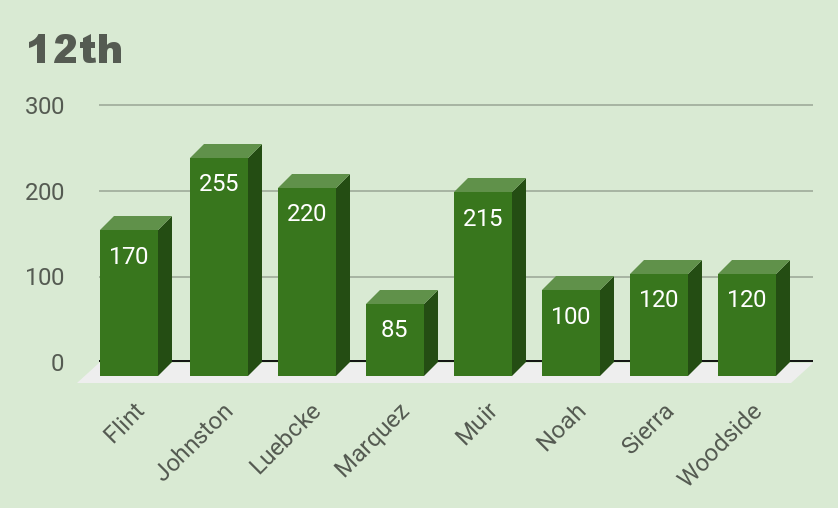 12th
300
200
100
0
170
255
220
85
215
100
120
120
Flint
Johnston
Luebcke
Marquez
Muir
Noah
Sierra
Woodside